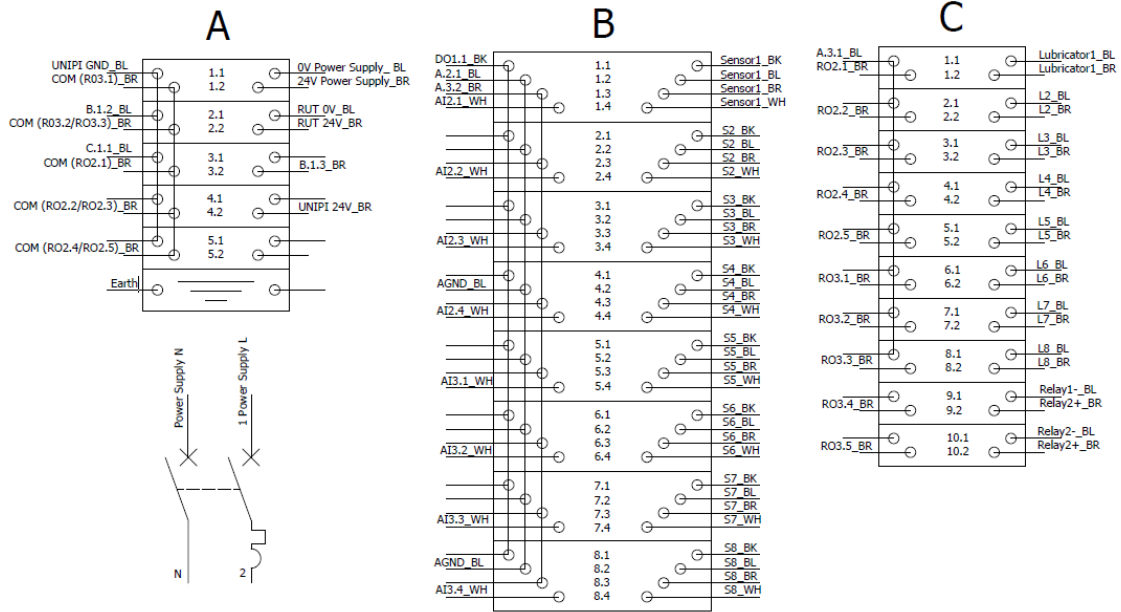 A
UNIPI GND_BL 1.1 0V Power Supply_ BL
COM (R03.1)_BR 1.2 24V Power Supply_BR
B.1.2_BL 2.1 RUT 0V_BL
COM (R03.2/RO3.3)_BR 2.2 RUT 24V_BR
C.1.1_BL 3.1
COM (RO2.1)_BR 3.2 B.1.3_BR
4.1
COM (RO2.2/RO2.3)_BR 4.2 UNIPI 24V_BR
5.1
COM (RO2.4/RO2.5)_BR 5.2
Earth
Power Supply N
1 Power Supply L
N
2
B
DO1.1_BK 1.1 Sensor1_BK
A.2.1_BL 1.2 Sensor1_BL
A.3.2_BR 1.3 Sensor1_BR
AI2.1_WH 1.4 Sensor1_WH
2.1 S2_BK
2.2 S2_BL
2.3 S2_BR
AI2.2_WH 2.4 S2_WH
3.1 S3_BK
3.2 S3_BL
3.3 S3_BR
AI2.3_WH 3.4 S3_WH
4.1 S4_BK
AGND_BL 4.2 S4_BL
4.3 S4_BR
AI2.4_WH 4.4 S4_WH
5.1 S5_BK
5.2 S5_BL
5.3 S5_BR
AI3.1_WH 5.4 S5_WH
6.1 S6_BK
6.2 S6_BL
6.3 S6_BR
AI3.2_WH 6.4 S6_WH
7.1 S7_BK
7.2 S7_BL
7.3 S7_BR
AI3.3_WH 7.4 S7_WH
8.1 S8_BK
AGND_BL 8.2 S8_BL
8.3 S8_BR
AI3.4_WH 8.4 S8_WH
C
A.3.1_BL 1.1 Lubricator1_BL
RO2.1_BR 1.2 Lubricator1_BR
2.1 L2_BL
RO2.2_BR 2.2 L2_BR
3.1 L3_BL
RO2.3_BR 3.2 L3_BR
4.1 L4_BL
RO2.4_BR 4.2 L4_BR
5.1 L5_BL
RO2.5_BR 5.2 L5_BR
6.1 L6_BL
RO3.1_BR 6.2 L6_BR
7.1 L7_BL
RO3.2_BR 7.2 L7_BR
8.1 L8_BL
RO3.3_BR 8.2 L8_BR
9.1 Relay1-_BL
RO3.4_BR 9.2 Relay2+_BR
10.1 Relay2-_BL
RO3.5_BR 10.2 Relay2+_BR